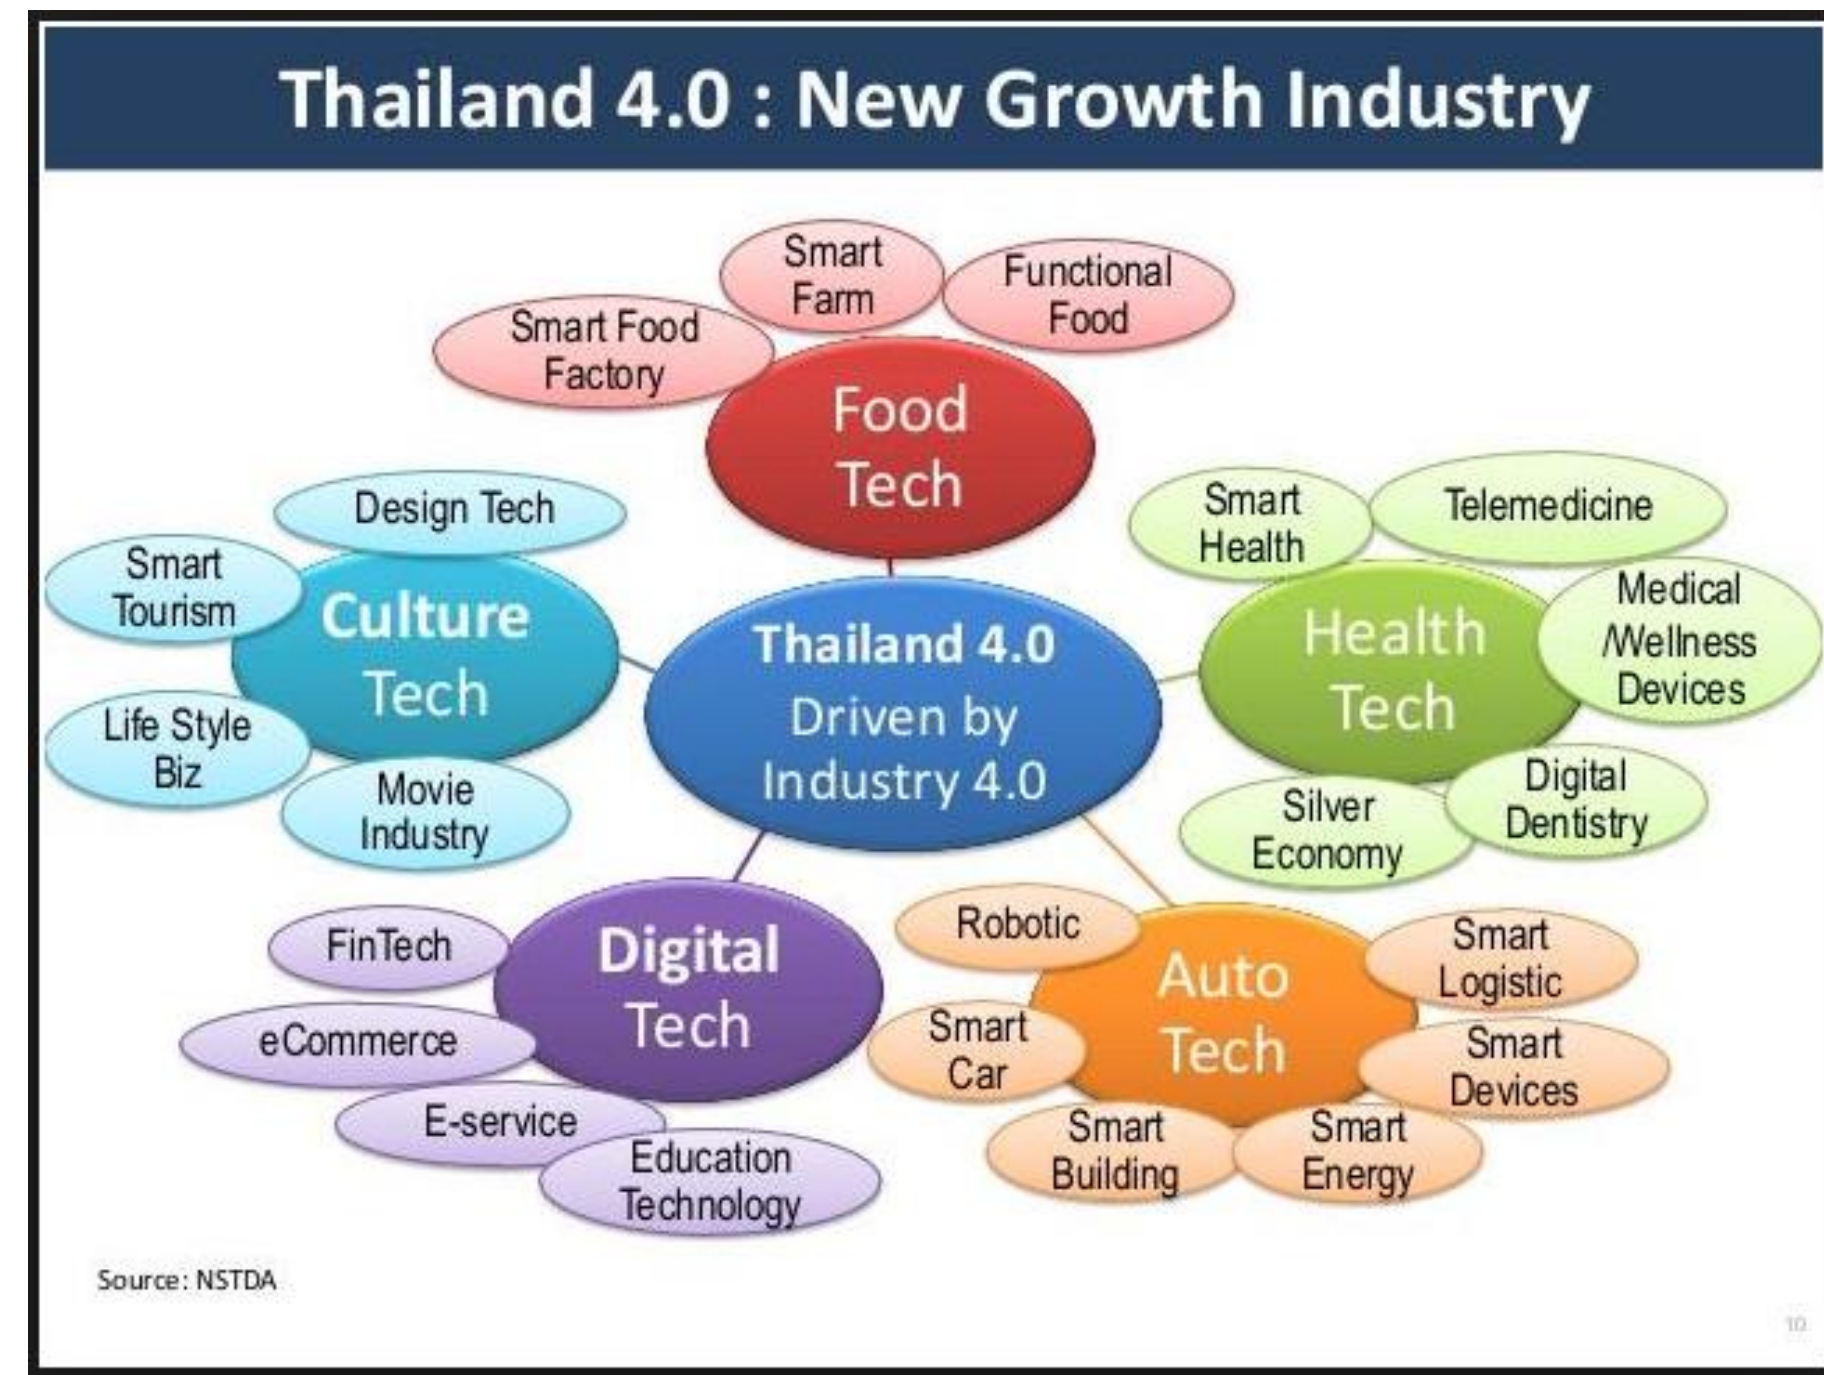 Thailand 4.0 : New Growth Industry
Smart
Farm
Functional
Food
Smart Food
Factory
Food
Tech
Design Tech
Smart
Tourism
Culture
Tech
Life Style
Biz
Movie
Industry
Thailand 4.0
Driven by
Industry 4.0
Smart
Health
Telemedicine
Medical
/Wellness
Devices
Health
Tech
Digital
Dentistry
Silver
Economy
FinTech
eCommerce
E-service
Education
Technology
Digital
Tech
Robotic
Smart
Car
Auto
Tech
Smart
Logistic
Smart
Devices
Smart
Building
Smart
Energy
Source: NSTDA
10